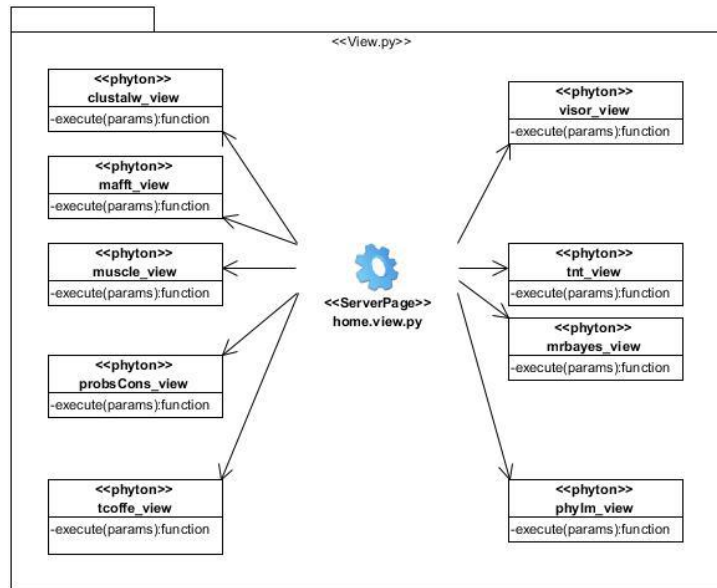 <<View.py>>
<<phyton>>
clustalw_view
-execute(params):function
<<phyton>>
mafft_view
-execute(params):function
<<phyton>>
muscle_view
-execute(params):function
<<phyton>>
probsCons_view
-execute(params):function
<<phyton>>
tcoffe_view
-execute(params):function
<<ServerPage>>
home.view.py
<<phyton>>
visor_view
-execute(params):function
<<phyton>>
tnt_view
-execute(params):function
<<phyton>>
mrbayes_view
-execute(params):function
<<phyton>>
phylm_view
-execute(params):function